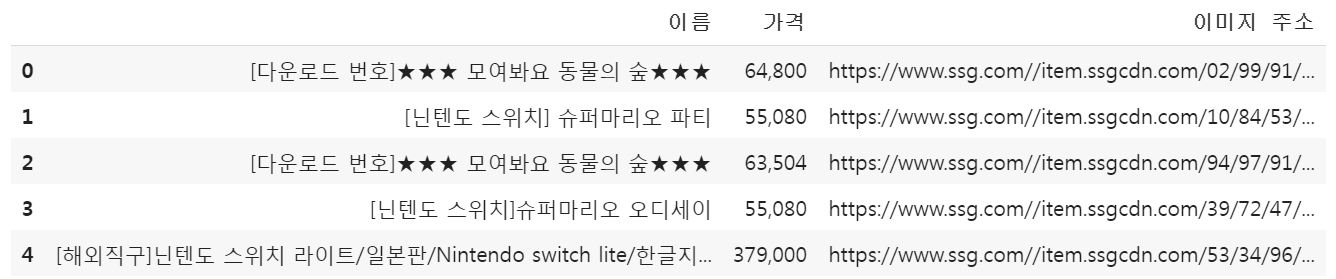 이름 가격 이미지 주소
0 [다운로드 번호]★★★ 모여봐요 동물의 숲★★★ 64,800 https://www.ssg.com//item.ssgcdn.com/02/99/91/...
1 [닌텐도 스위치] 슈퍼마리오 파티 55,080 https://www.ssg.com//item.ssgcdn.com/10/84/53/...
2 [다운로드 번호]★★★ 모여봐요 동물의 숲★★★ 63,504 https://www.ssg.com//item.ssgcdn.com/94/97/91/...
3 [닌텐도 스위치]슈퍼마리오 오디세이 55,080 https://www.ssg.com//item.ssgcdn.com/39/72/47/...
4 [해외직구]닌텐도 스위치 라이트/일본판/Nintendo switch lite/한글지... 379,000 https://www.ssg.com//item.ssgcdn.com/53/34/96/...